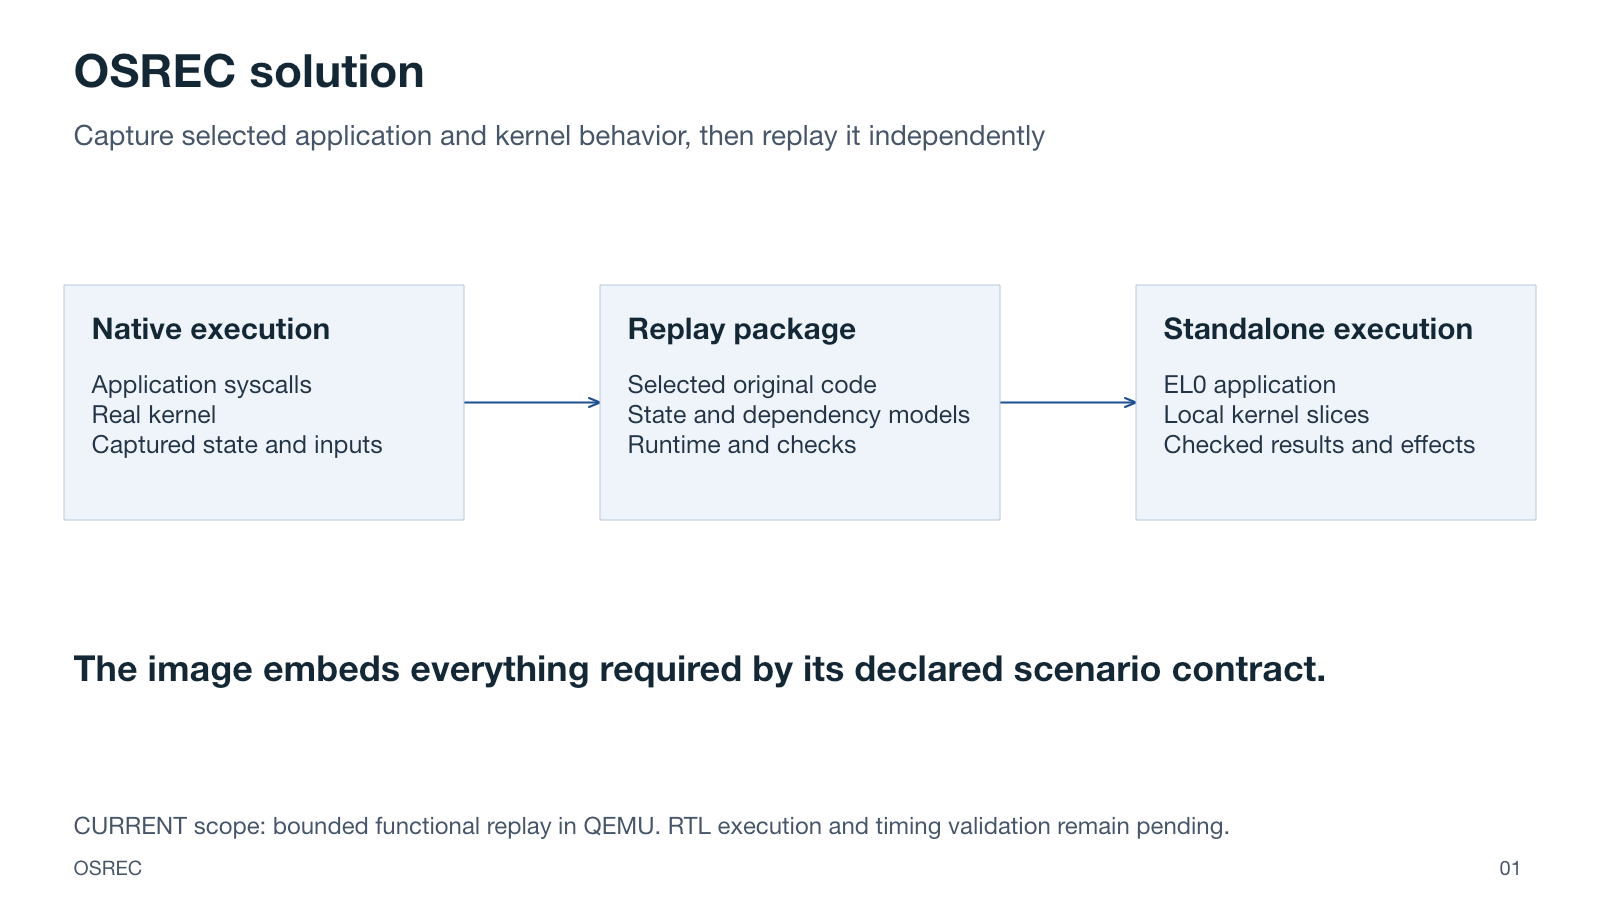 OSREC solution
Capture selected application and kernel behavior, then replay it independently
Native execution
Application syscalls
Real kernel
Captured state and inputs
Replay package
Selected original code
State and dependency models
Runtime and checks
Standalone execution
EL0 application
Local kernel slices
Checked results and effects
The image embeds everything required by its declared scenario contract.
CURRENT scope: bounded functional replay in QEMU. RTL execution and timing validation remain pending.
OSREC
01